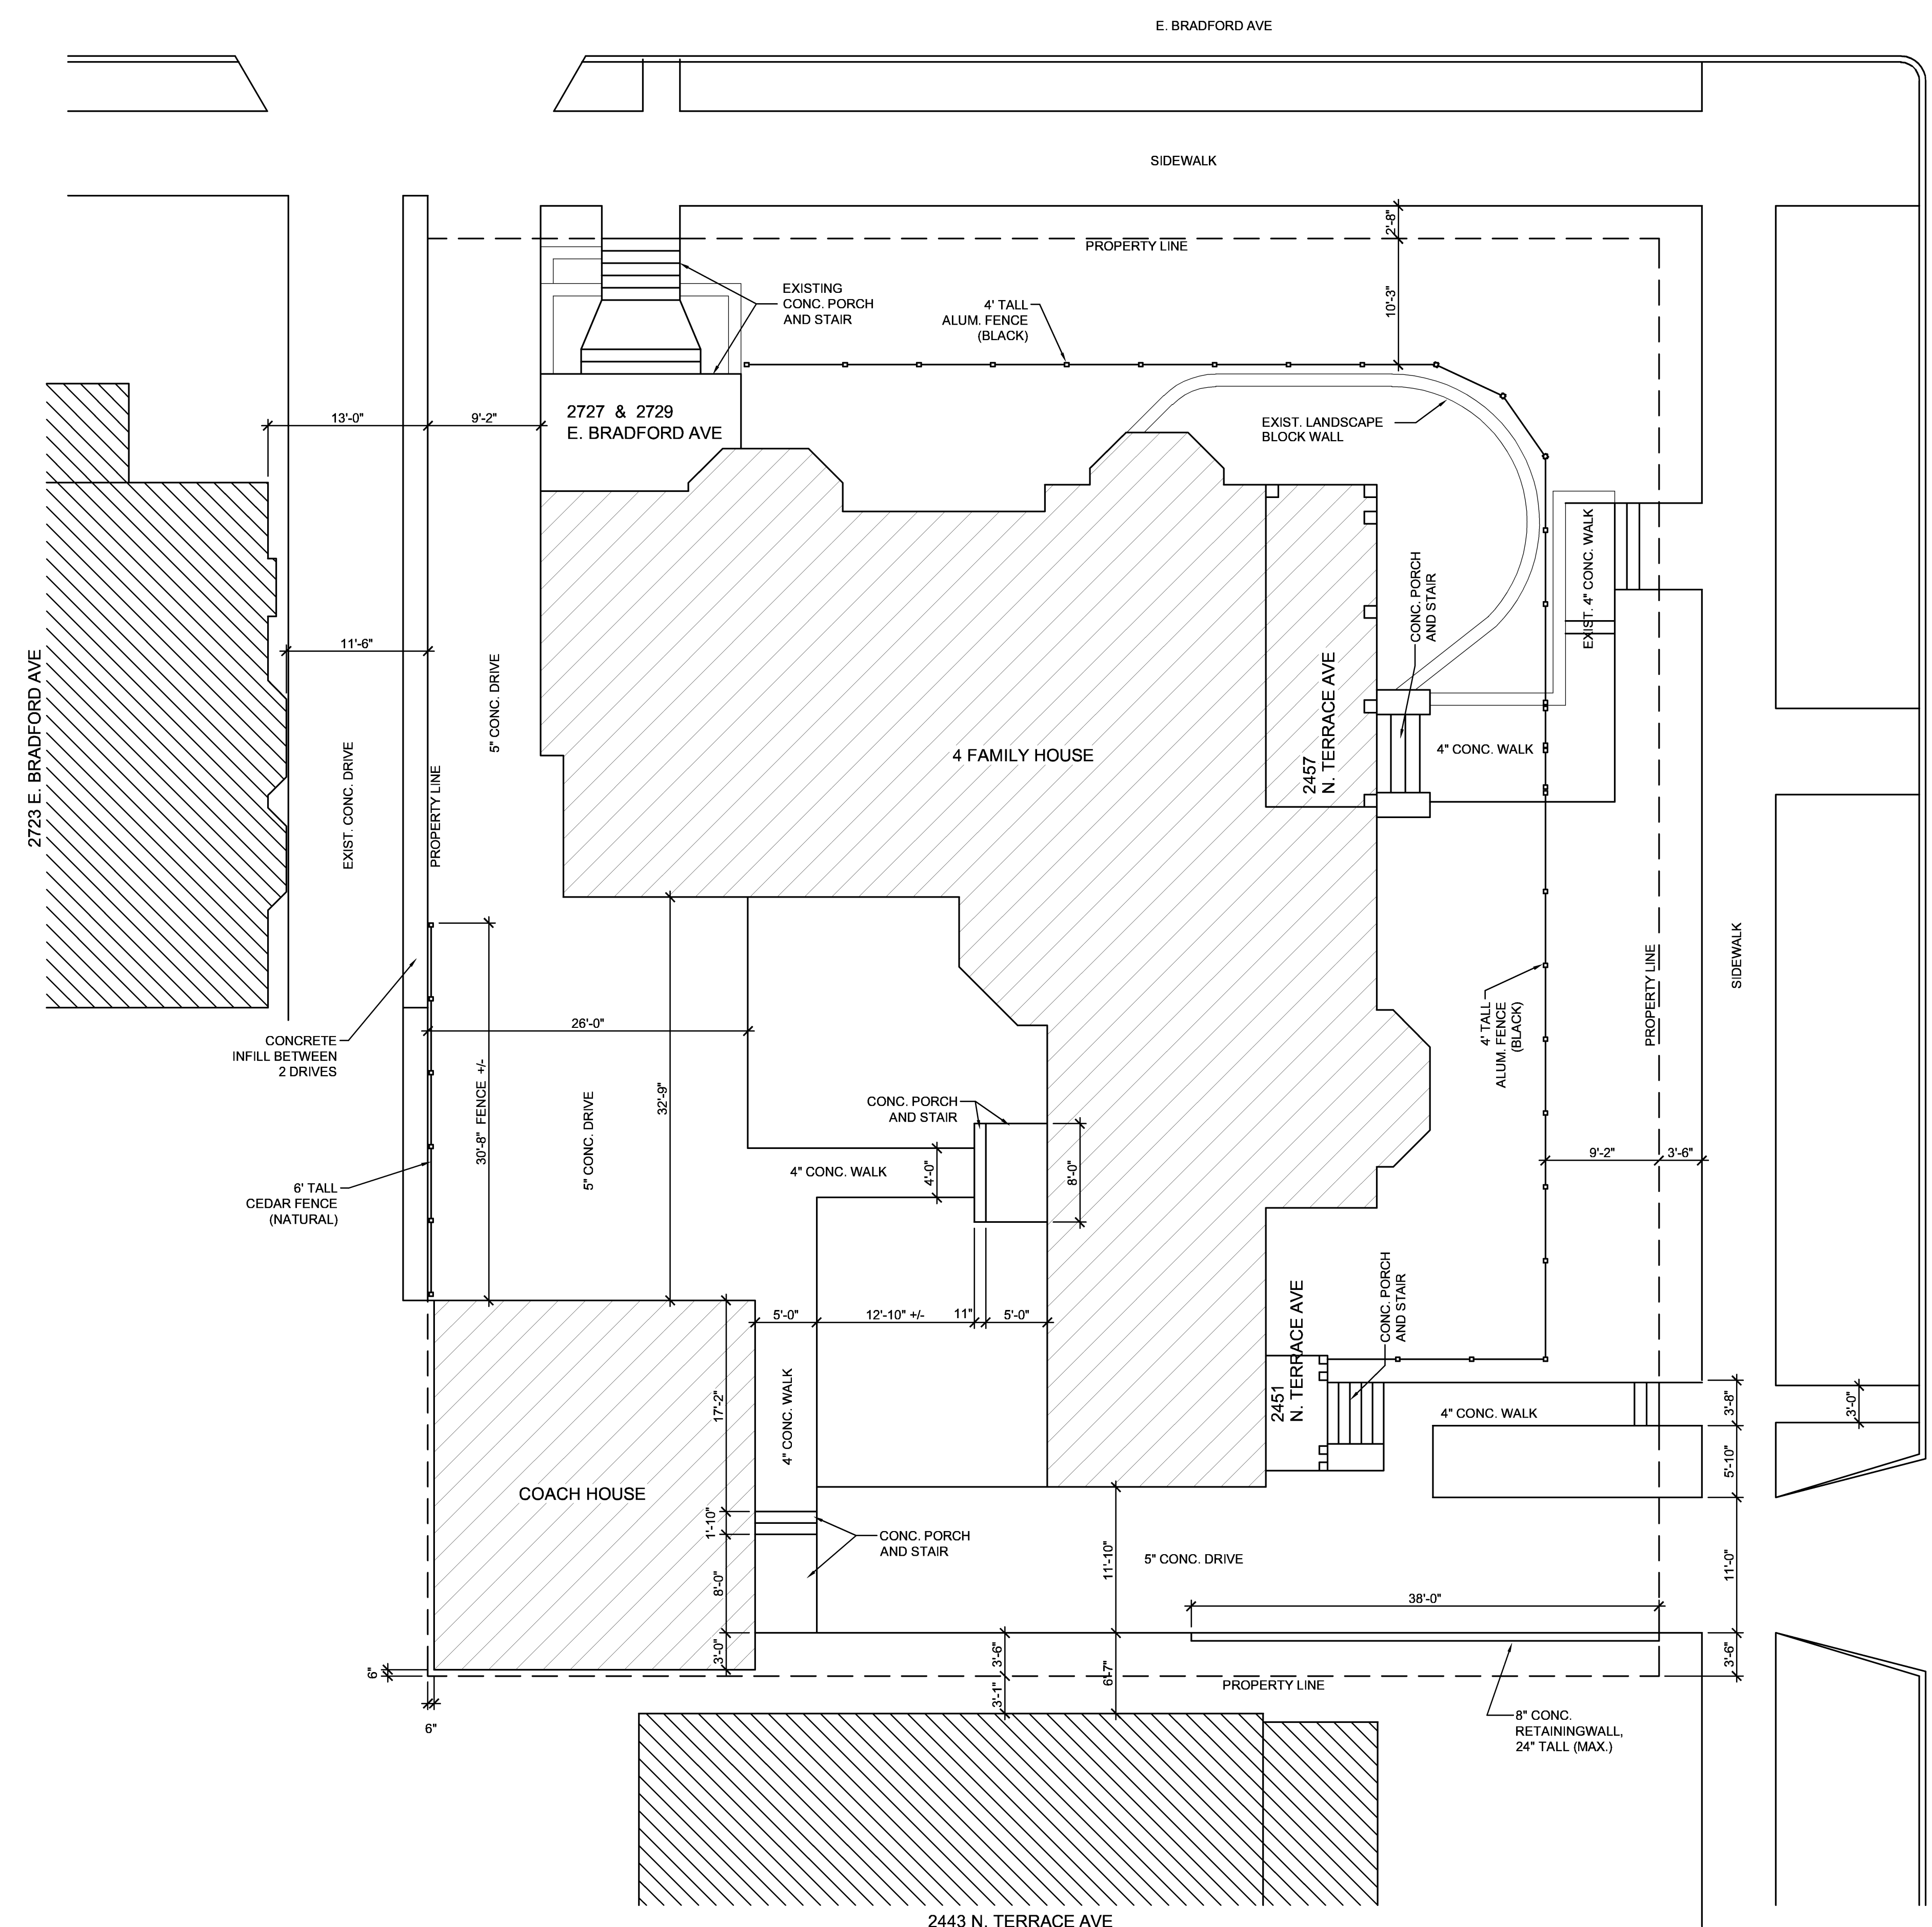 E. BRADFORD AVE
SIDEWALK
2'-8"
PROPERTY LINE
EXISTING
CONC. PORCH
AND STAIR
4' TALL
ALUM. FENCE
(BLACK)
10'-3"
13'-0"
9'-2"
2727 & 2729
E. BRADFORD AVE
EXIST. LANDSCAPE
BLOCK WALL
EXIST. 4" CONC. WALK
CONC. PORCH
AND STAIR
11'-6"
5" CONC. DRIVE
2723 E. BRADFORD AVE
EXIST. CONC. DRIVE
PROPERTY LINE
4 FAMILY HOUSE
2457
N. TERRACE AVE
4" CONC. WALK
SIDEWALK
PROPERTY LINE
4' TALL
ALUM. FENCE
(BLACK)
CONCRETE
INFILL BETWEEN
2 DRIVES
26'-0"
30'-8" FENCE +/-
5" CONC. DRIVE
32'-9"
CONC. PORCH
AND STAIR
4" CONC. WALK
4'-0"
8'-0"
9'-2"
3'-6"
6' TALL
CEDAR FENCE
(NATURAL)
5'-0"
12'-10" +/-
11"
5'-0"
2451
N. TERRACE AVE
CONC. PORCH
AND STAIR
17'-2"
4" CONC. WALK
4" CONC. WALK
3'-8"
3'-0"
5'-10"
COACH HOUSE
1'-10"
CONC. PORCH
AND STAIR
11'-10"
5" CONC. DRIVE
11'-0"
8'-0"
38'-0"
3'-0"
3'-6"
6'-7"
3'-6"
6"
3'-1"
PROPERTY LINE
6"
8" CONC.
RETAININGWALL,
24" TALL (MAX.)
2443 N. TERRACE AVE